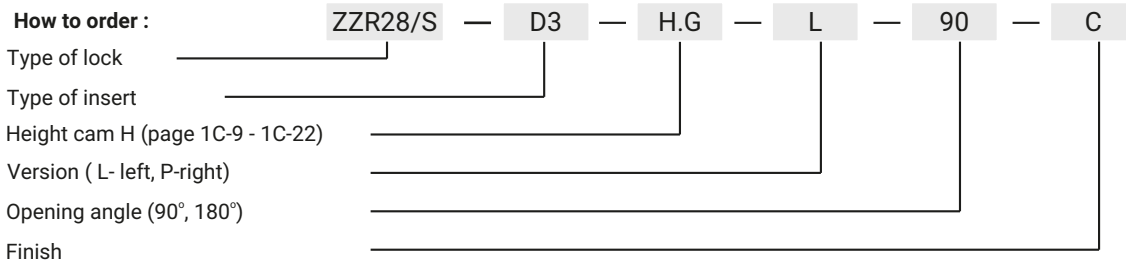 How to order : ZZR28/S — D3 — H.G — L — 90 — C
Type of lock
Type of insert
Height cam H (page 1C-9 - 1C-22)
Version ( L- left, P-right)
Opening angle (90°, 180°)
Finish